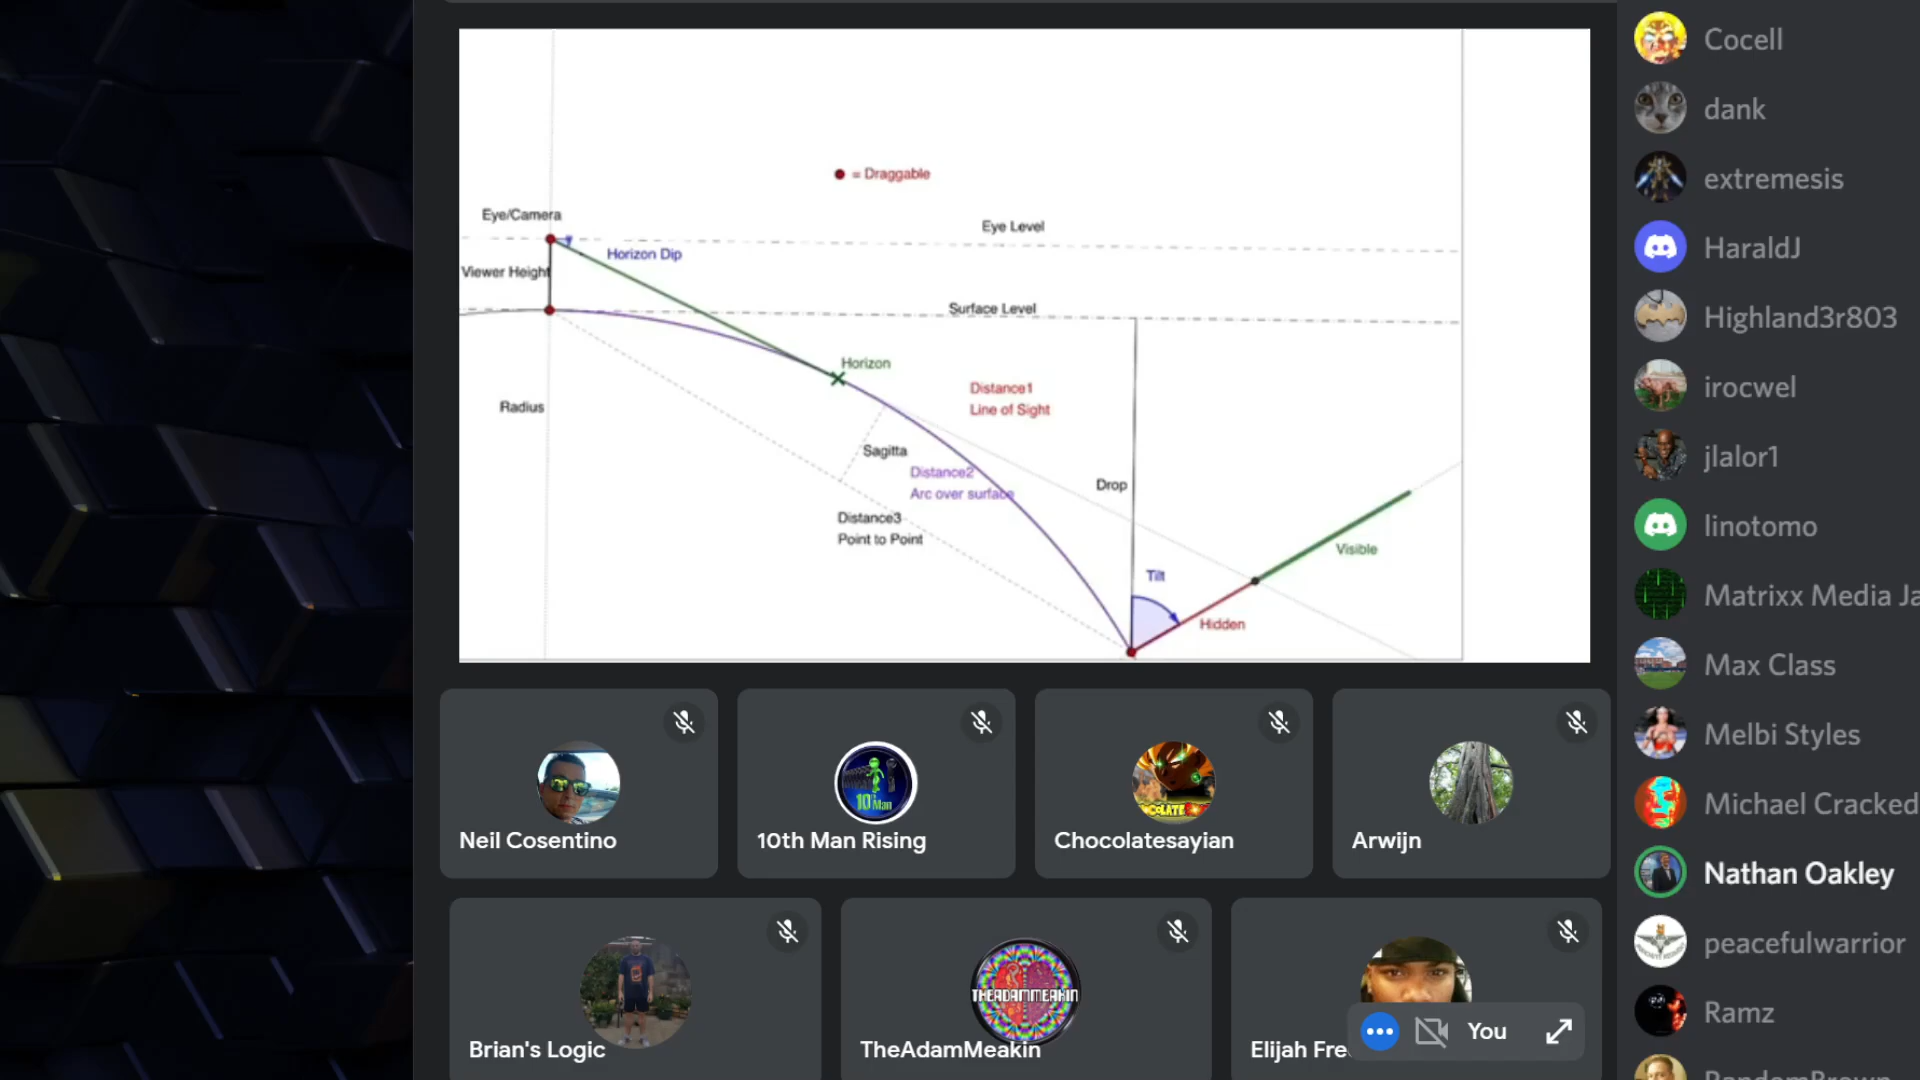 = Draggable
Eye/Camera
Eye Level
Horizon Dip
Viewer Height
Surface Level
Horizon
Distance1
Line of Sight
Radius
Sagitta
Distance2
Arc over surface
Drop
Distance3
Point to Point
Visible
Tilt
Hidden
Neil Cosentino
10th Man Rising
10th Man
Chocolatesayian
Arwijn
Brian's Logic
THEADAMMEAKIN
TheAdamMeakin
Elijah Fre
You
Cocell
dank
extremesis
HaraldJ
Highland3r803
irocwel
jlalor1
linotomo
Matrixx Media Ja
Max Class
Melbi Styles
Michael Cracked
Nathan Oakley
peacefulwarrior
Ramz